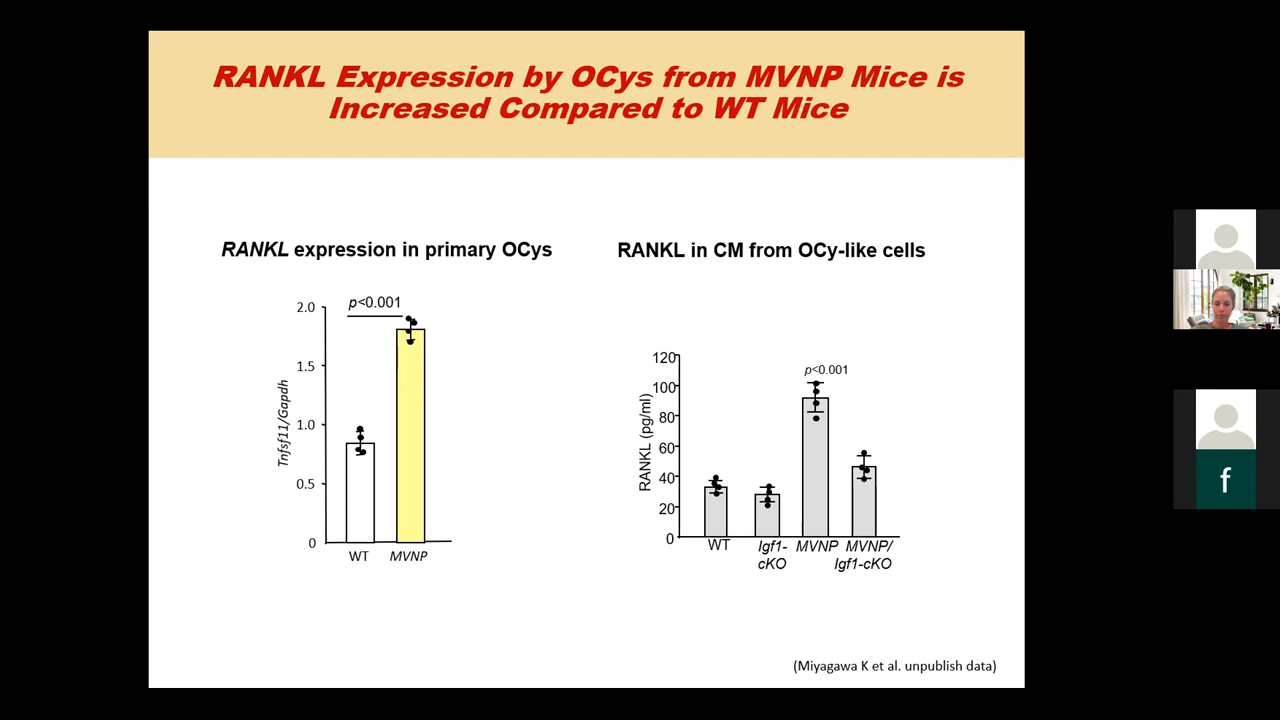 RANKL Expression by OCys from MVNP Mice is
Increased Compared to WT Mice
RANKL expression in primary OCys
p<0.001
2.0
1.5
1.0
0.5
0
Tnfsf11/Gapdh
WT
MVNP
RANKL in CM from OCy-like cells
p<0.001
120
100
80
60
40
20
0
RANKL (pg/ml)
WT
Igf1-
cKO
MVNP
MVNP/
Igf1-cKO
(Miyagawa K et al. unpublish data)
f